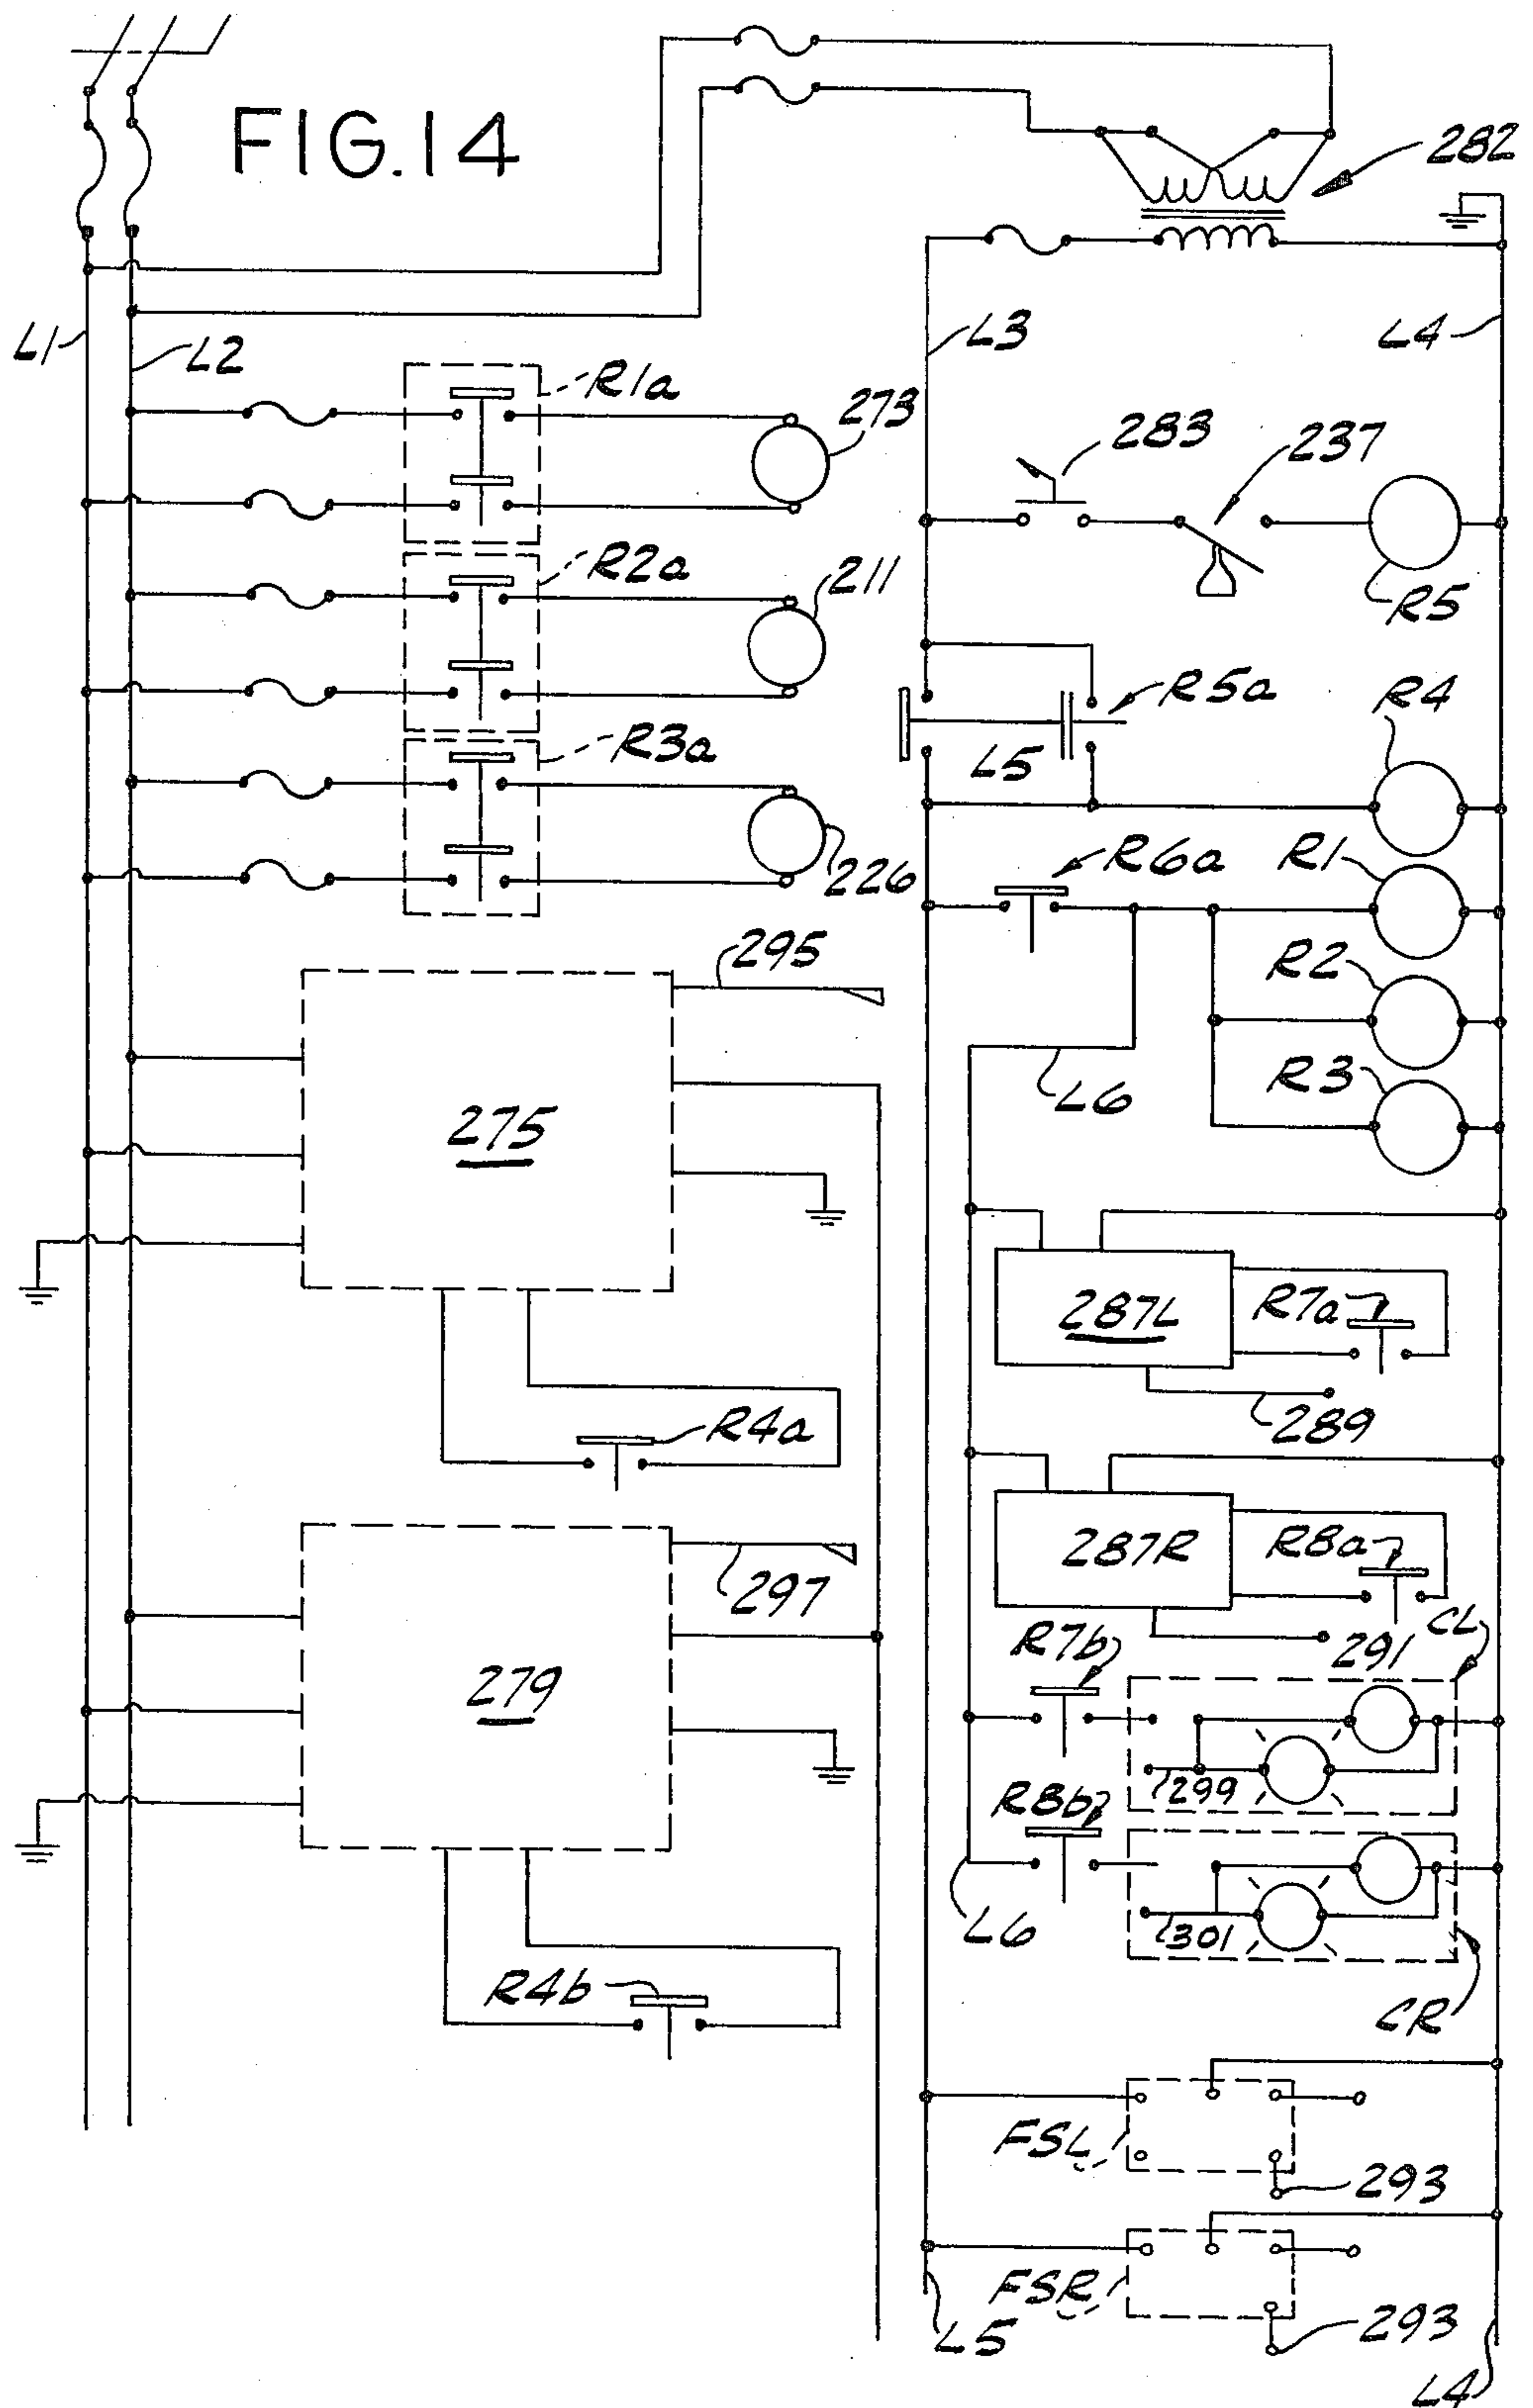 FIG.14
282
L1
L2
L3
L4
R1a
273
283
237
R5
R2a
211
R5a
R4
R3a
L5
226
R6a
R1
295
R2
L6
R3
275
287L
R7a
289
R4a
287R
R8a
297
R7b
291
CL
279
299
R8b
L6
301
R4b
CR
FSL
293
FSR
293
L5
L4